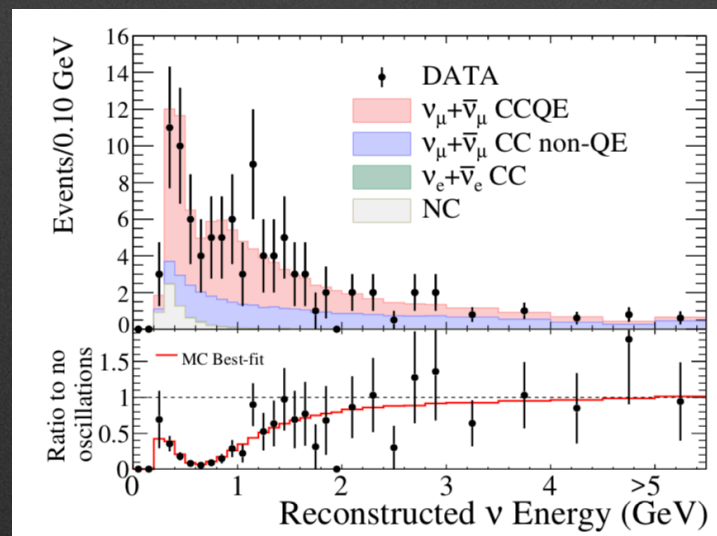 Events/0.10 GeV
16
14
12
10
8
6
4
2
0
DATA
νμ+ν̄μ CCQE
νμ+ν̄μ CC non-QE
νe+ν̄e CC
NC
Ratio to no
oscillations
1.5
1
0.5
0
MC Best-fit
0 1 2 3 4 >5
Reconstructed ν Energy (GeV)